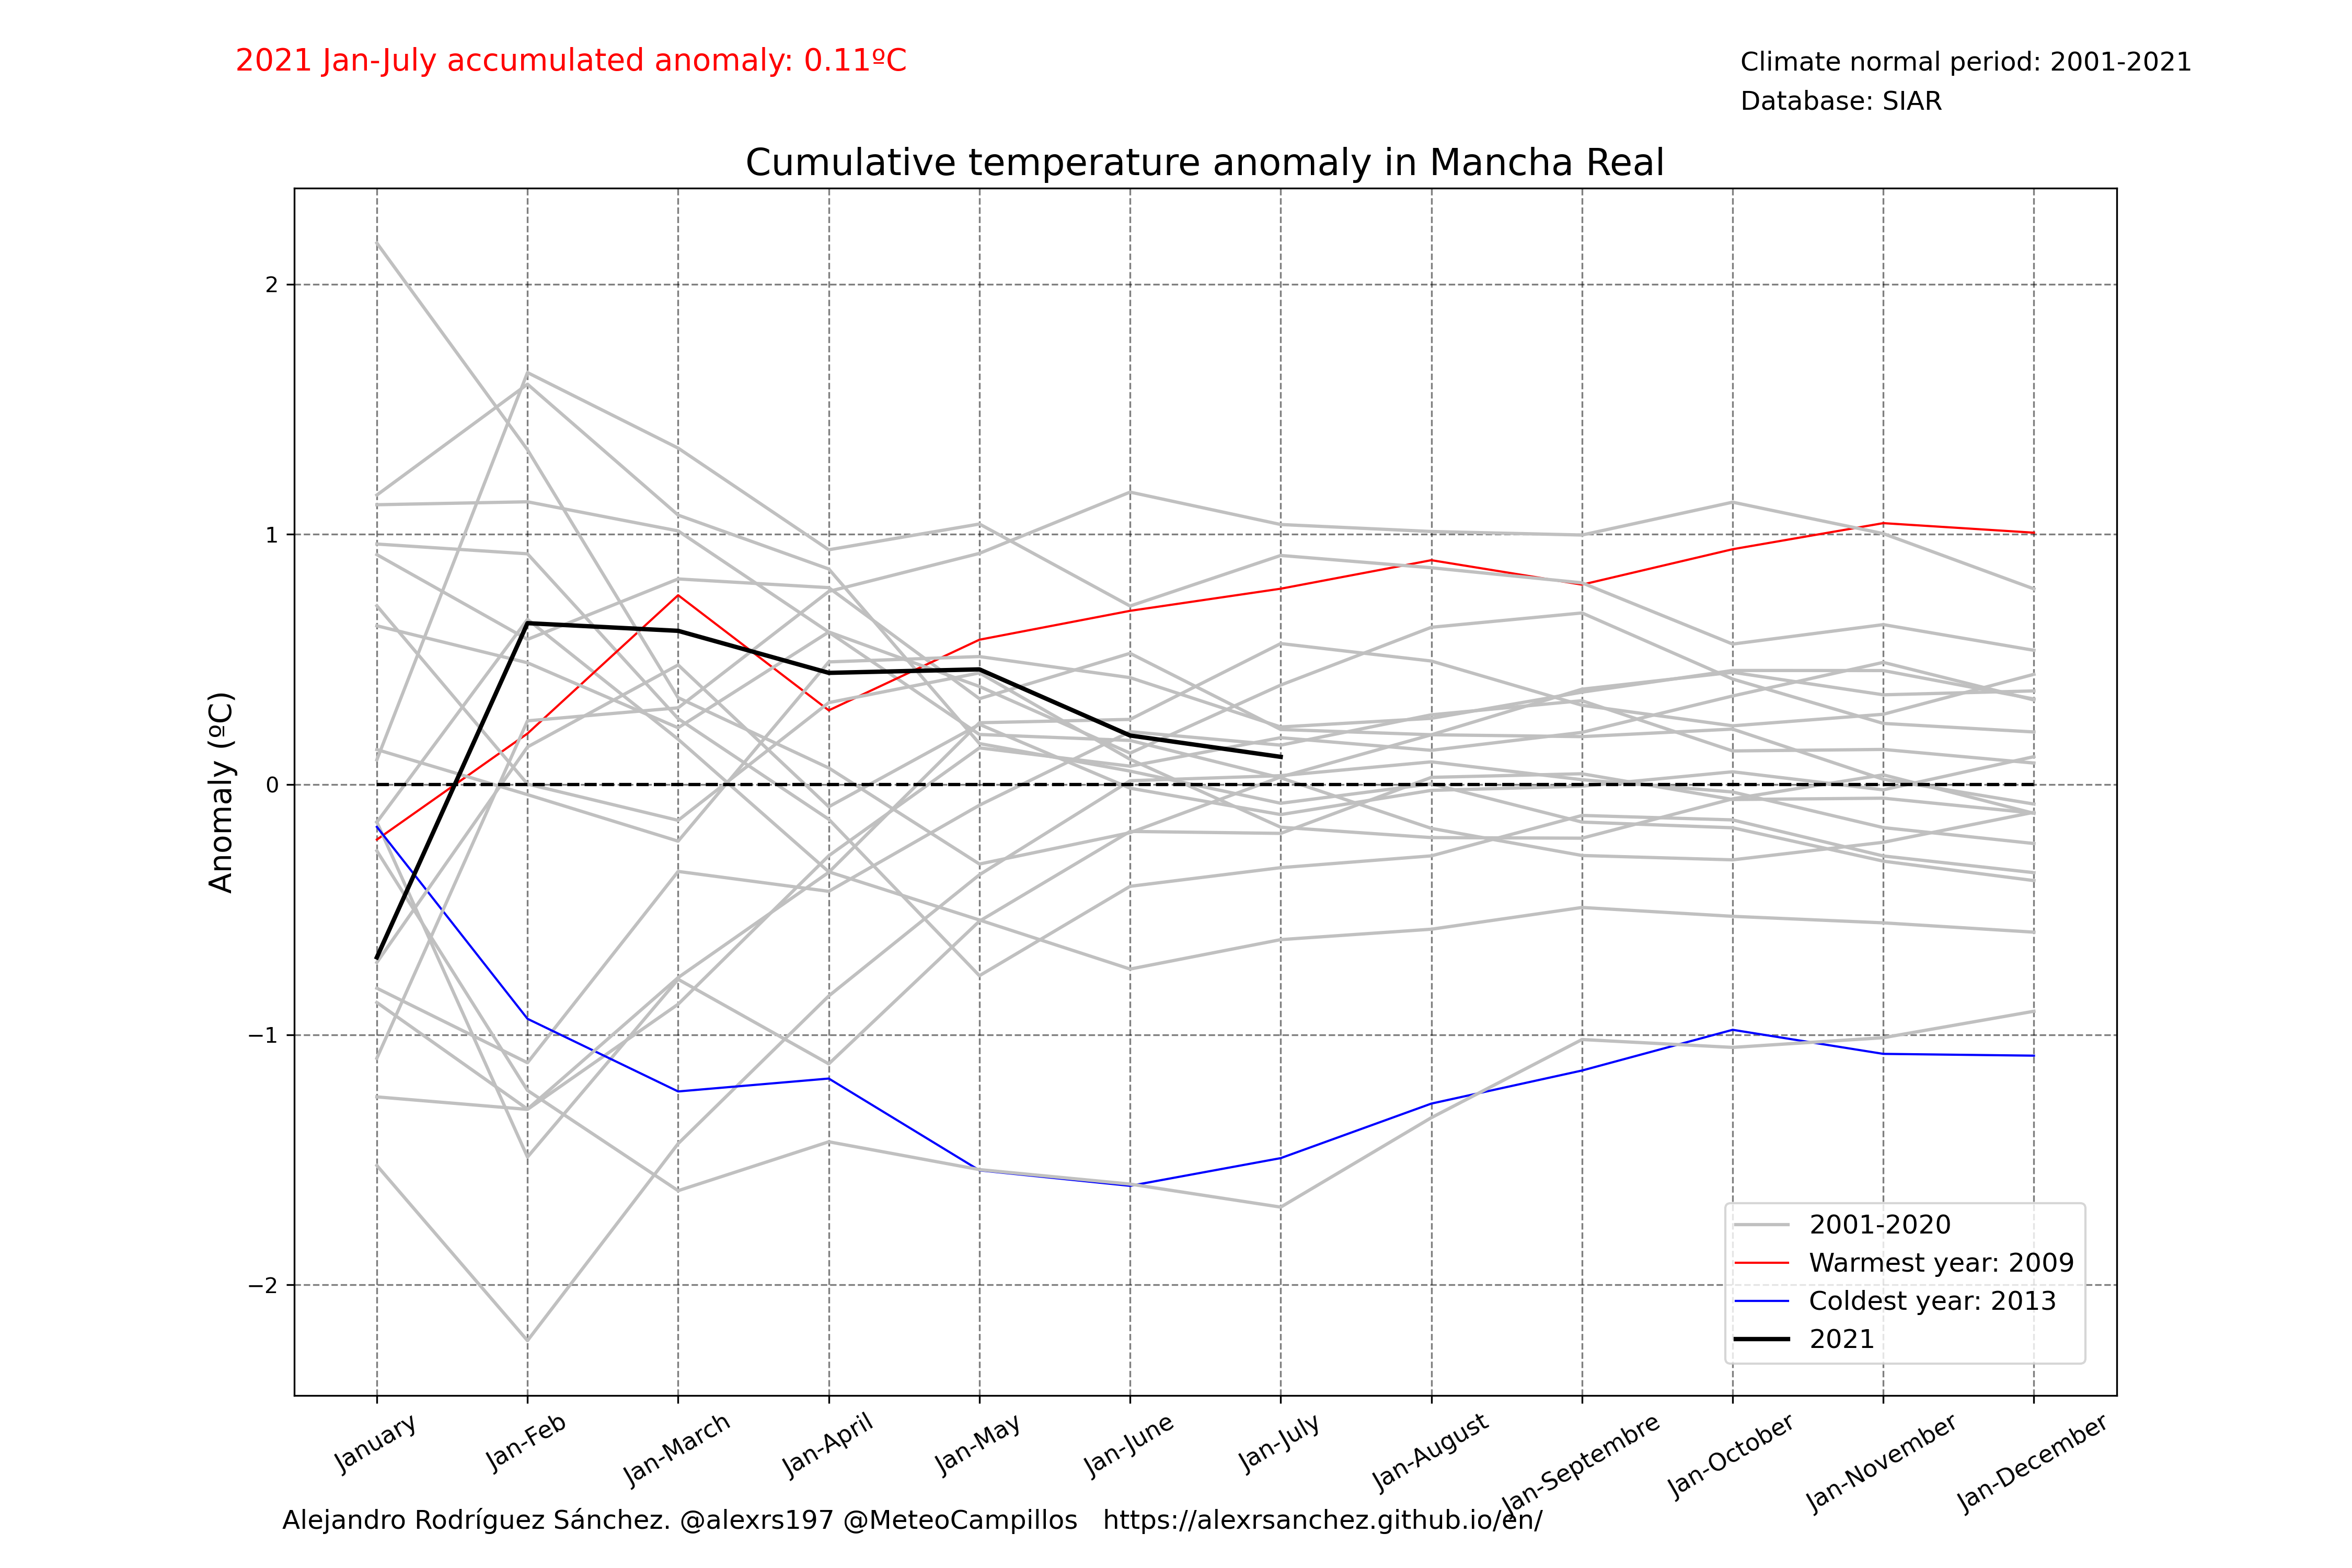 2021 Jan-July accumulated anomaly: 0.11ºC
Climate normal period: 2001-2021
Database: SIAR
Cumulative temperature anomaly in Mancha Real
Anomaly (ºC)
2
1
0
−1
−2
2001-2020
Warmest year: 2009
Coldest year: 2013
2021
January
Jan-Feb
Jan-March
Jan-April
Jan-May
Jan-June
Jan-July
Jan-August
Jan-Septembre
Jan-October
Jan-November
Jan-December
Alejandro Rodríguez Sánchez. @alexrs197 @MeteoCampillos   https://alexrsanchez.github.io/en/